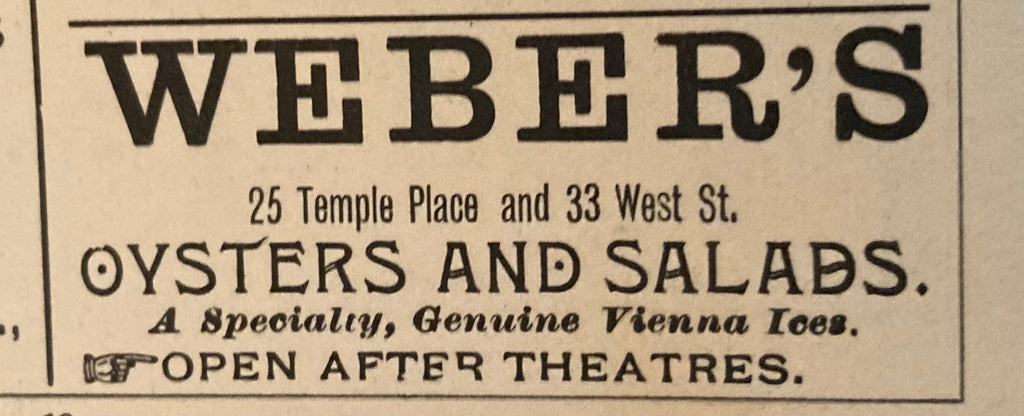 WEBER'S
25 Temple Place and 33 West St.
OYSTERS AND SALADS.
A Specialty, Genuine Vienna Ices.
OPEN AFTER THEATRES.